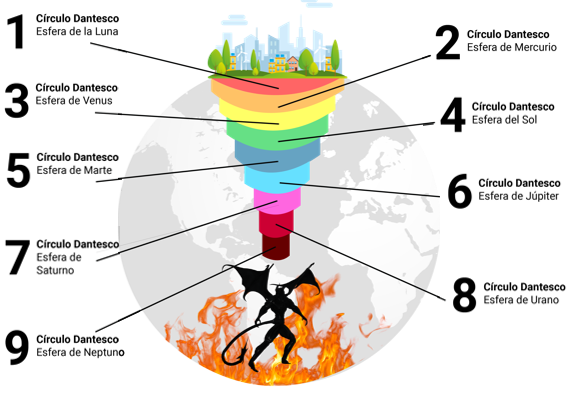 1
Círculo Dantesco
Esfera de la Luna
2
Círculo Dantesco
Esfera de Mercurio
3
Círculo Dantesco
Esfera de Venus
4
Círculo Dantesco
Esfera del Sol
5
Círculo Dantesco
Esfera de Marte
6
Círculo Dantesco
Esfera de Júpiter
7
Círculo Dantesco
Esfera de
Saturno
8
Círculo Dantesco
Esfera de Urano
9
Círculo Dantesco
Esfera de Neptuno